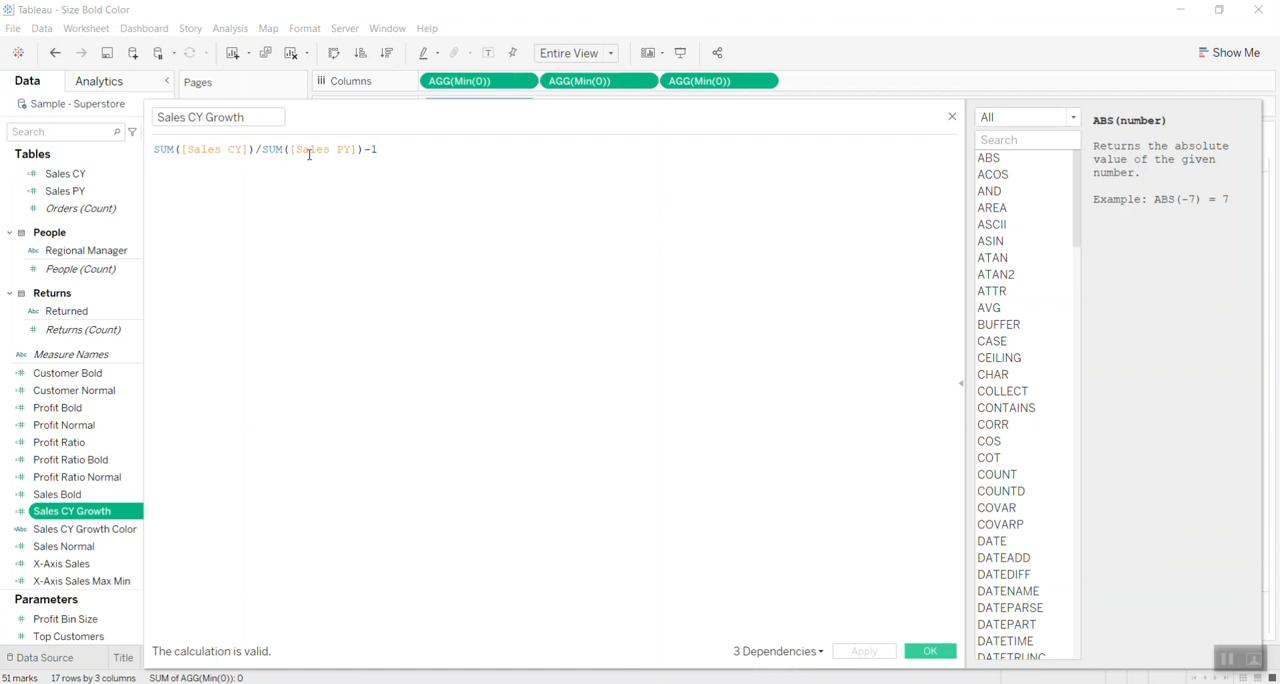 Tableau - Size Bold Color
File Data Worksheet Dashboard Story Analysis Map Format Server Window Help
Entire View
Show Me
Data Analytics
Pages
iii Columns
AGG(Min(0)) AGG(Min(0)) AGG(Min(0))
Sample - Superstore
Search
Tables
Sales CY
Sales PY
Orders (Count)
People
Abc Regional Manager
People (Count)
Returns
Abc Returned
Returns (Count)
Abc Measure Names
Customer Bold
Customer Normal
Profit Bold
Profit Normal
Profit Ratio
Profit Ratio Bold
Profit Ratio Normal
Sales Bold
Sales CY Growth
=Abc Sales CY Growth Color
Sales Normal
X-Axis Sales
X-Axis Sales Max Min
Parameters
Profit Bin Size
Top Customers
Data Source Title
51 marks 17 rows by 3 columns SUM of AGG(Min(0)): 0
Sales CY Growth
SUM([Sales CY])/SUM([Sales PY])-1
The calculation is valid.
3 Dependencies
Apply
OK
All
Search
ABS
ACOS
AND
AREA
ASCII
ASIN
ATAN
ATAN2
ATTR
AVG
BUFFER
CASE
CEILING
CHAR
COLLECT
CONTAINS
CORR
COS
COT
COUNT
COUNTD
COVAR
COVARP
DATE
DATEADD
DATEDIFF
DATENAME
DATEPARSE
DATEPART
DATETIME
DATETRUNC
ABS(number)
Returns the absolute
value of the given
number.
Example: ABS(-7) = 7